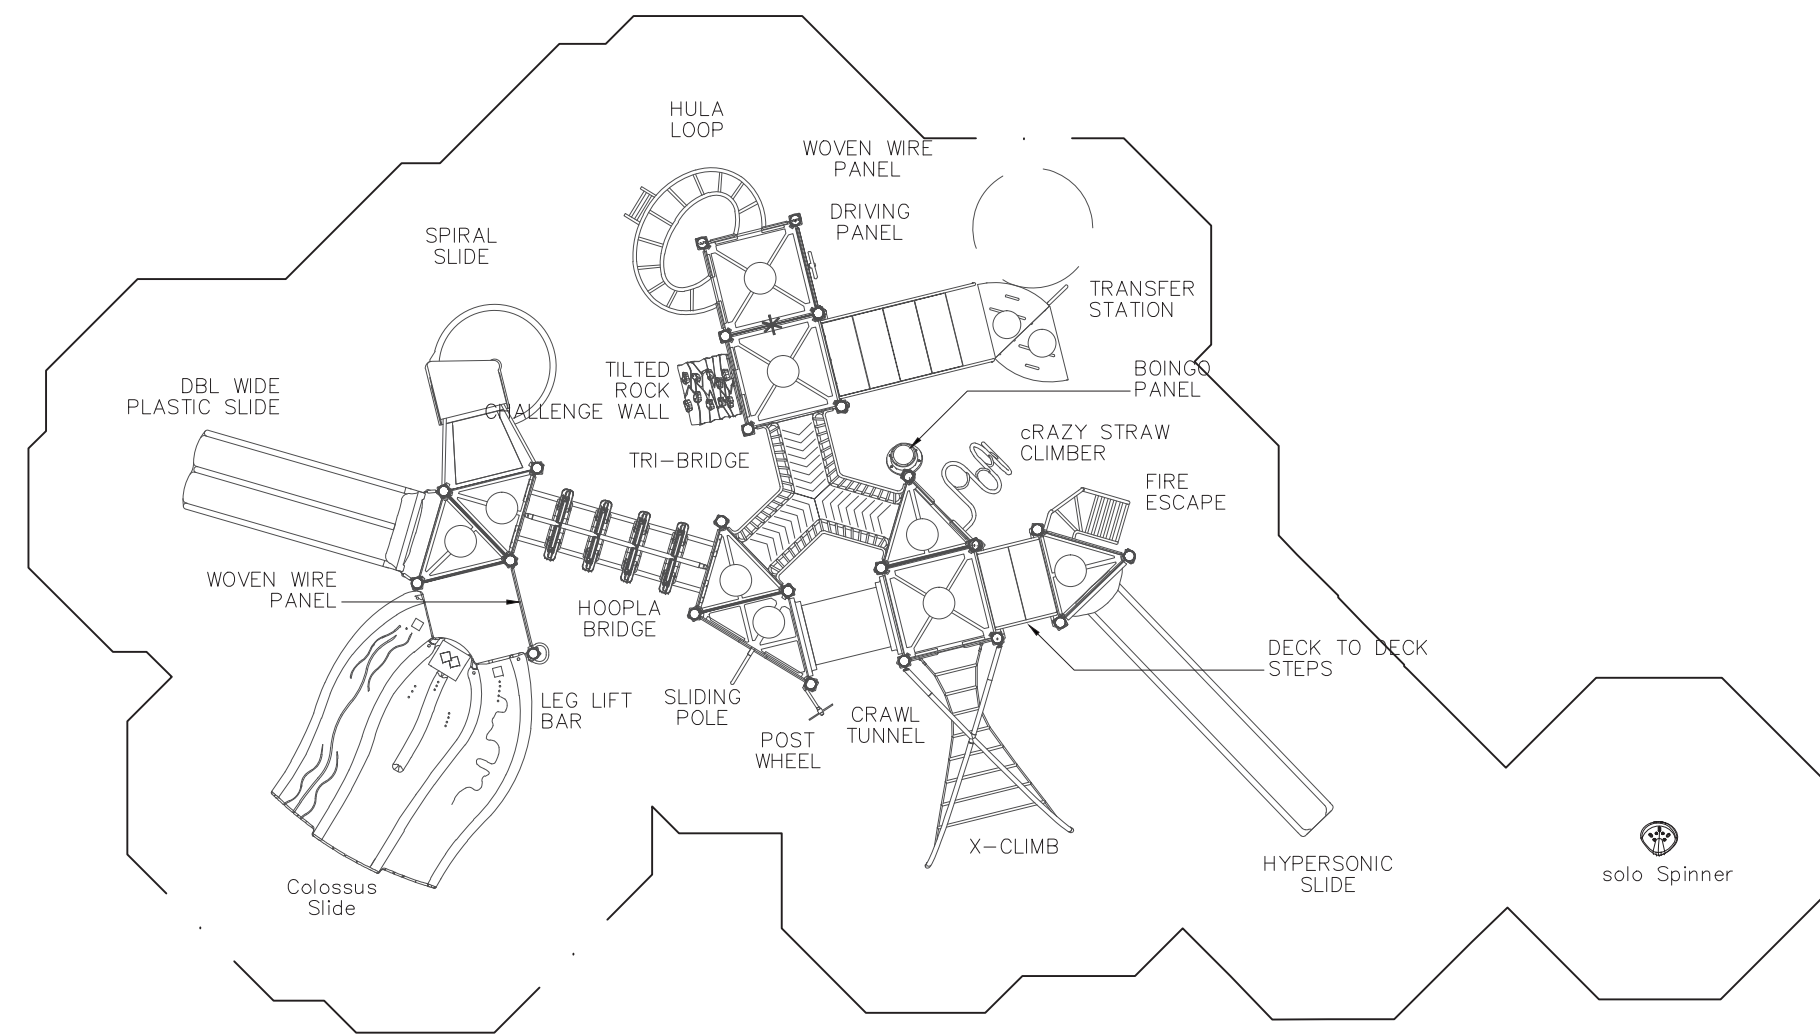 HULA
LOOP
WOVEN WIRE
PANEL
DRIVING
PANEL
SPIRAL
SLIDE
TRANSFER
STATION
BOINGO
PANEL
DBL WIDE
PLASTIC SLIDE
TILTED
ROCK
CHALLENGE WALL
cRAZY STRAW
CLIMBER
TRI-BRIDGE
FIRE
ESCAPE
WOVEN WIRE
PANEL
HOOPLA
BRIDGE
DECK TO DECK
STEPS
LEG LIFT
BAR
SLIDING
POLE
CRAWL
TUNNEL
POST
WHEEL
X-CLIMB
HYPERSONIC
SLIDE
solo Spinner
Colossus
Slide